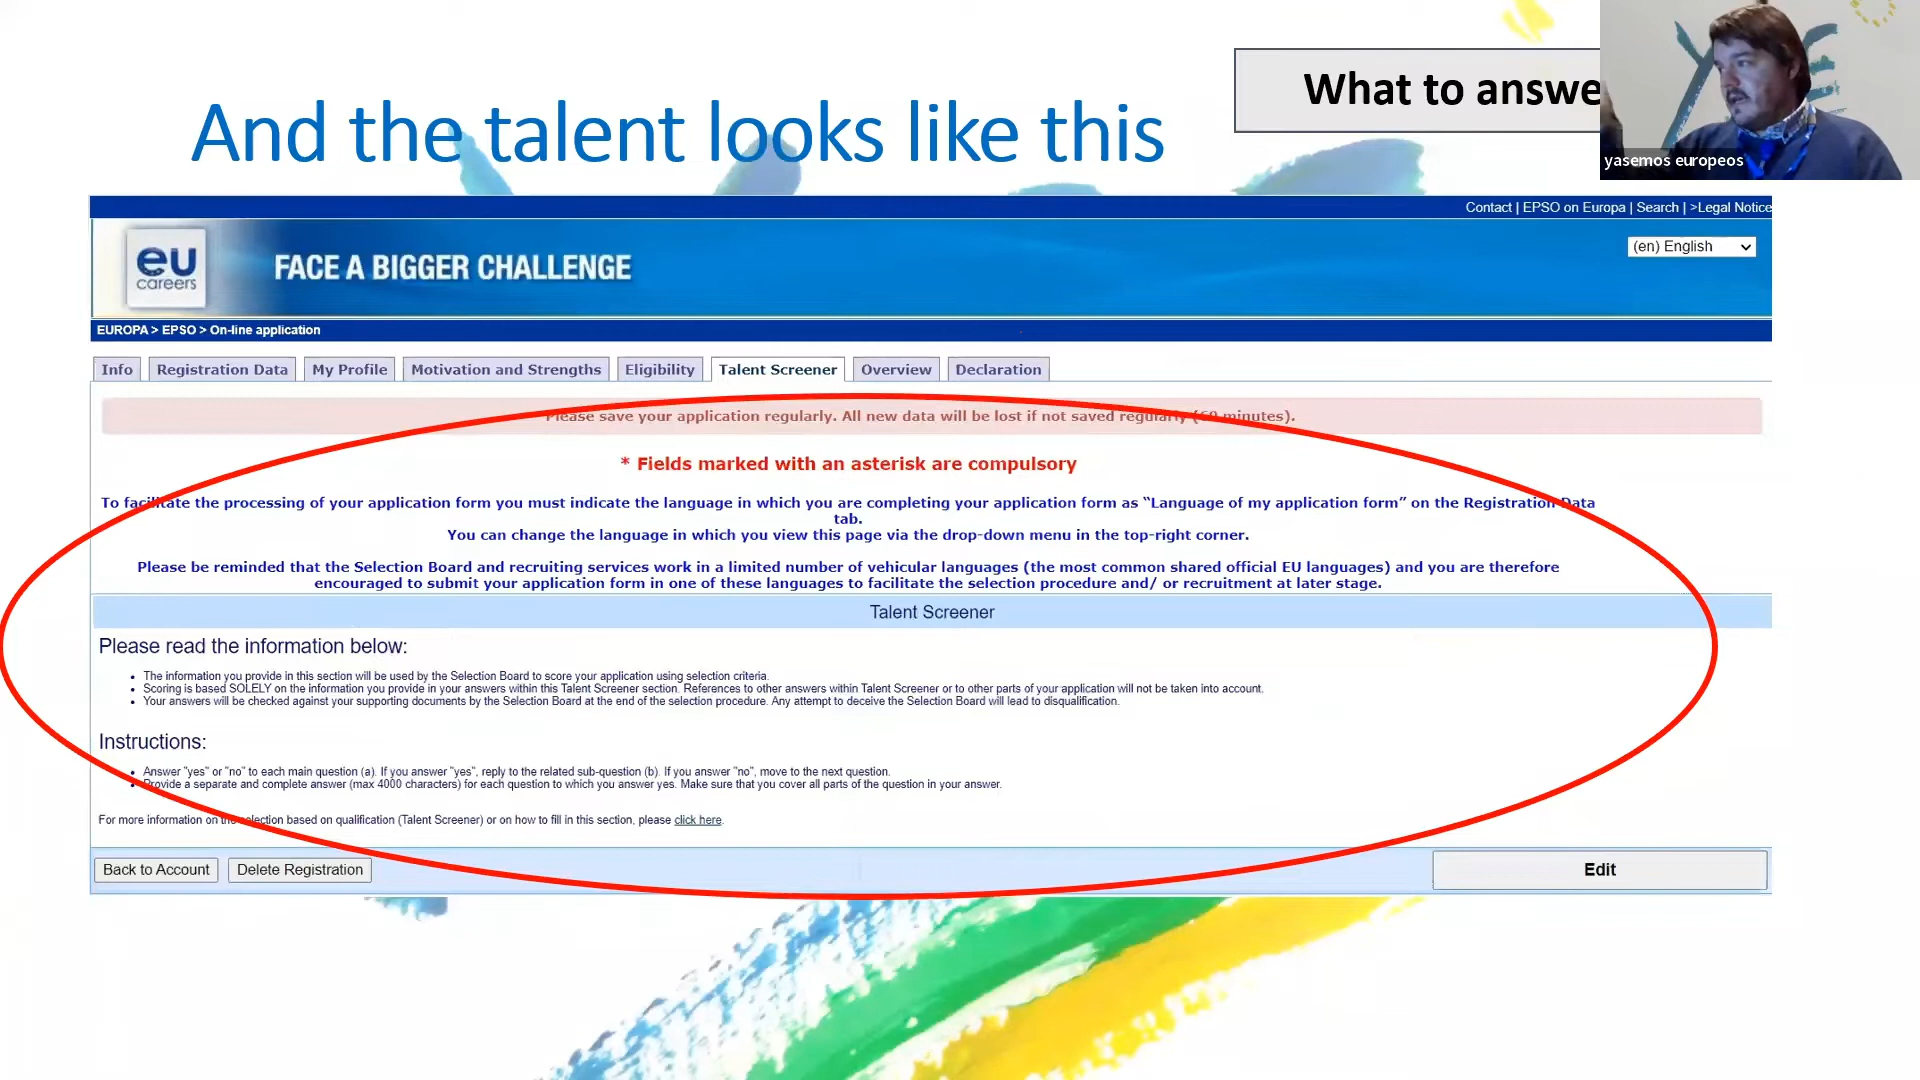 What to answe
And the talent looks like this
yasemos europeos
Contact | EPSO on Europa | Search | >Legal Notice
eu
careers
FACE A BIGGER CHALLENGE
(en) English
EUROPA > EPSO > On-line application
Info
Registration Data
My Profile
Motivation and Strengths
Eligibility
Talent Screener
Overview
Declaration
Please save your application regularly. All new data will be lost if not saved regularly (60 minutes).
* Fields marked with an asterisk are compulsory
To facilitate the processing of your application form you must indicate the language in which you are completing your application form as “Language of my application form” on the Registration Data
tab.
You can change the language in which you view this page via the drop-down menu in the top-right corner.
Please be reminded that the Selection Board and recruiting services work in a limited number of vehicular languages (the most common shared official EU languages) and you are therefore
encouraged to submit your application form in one of these languages to facilitate the selection procedure and/ or recruitment at later stage.
Talent Screener
Please read the information below:
• The information you provide in this section will be used by the Selection Board to score your application using selection criteria.
• Scoring is based SOLELY on the information you provide in your answers within this Talent Screener section. References to other answers within Talent Screener or to other parts of your application will not be taken into account.
• Your answers will be checked against your supporting documents by the Selection Board at the end of the selection procedure. Any attempt to deceive the Selection Board will lead to disqualification.
Instructions:
• Answer "yes" or "no" to each main question (a). If you answer "yes", reply to the related sub-question (b). If you answer "no", move to the next question.
• Provide a separate and complete answer (max 4000 characters) for each question to which you answer yes. Make sure that you cover all parts of the question in your answer.
For more information on the selection based on qualification (Talent Screener) or on how to fill in this section, please click here.
Back to Account
Delete Registration
Edit